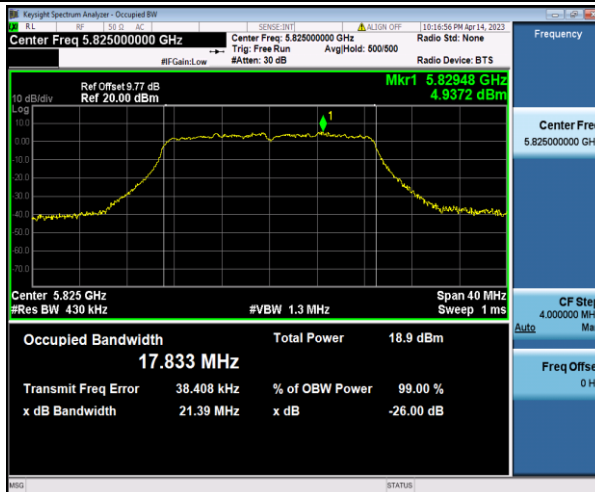 Keysight Spectrum Analyzer - Occupied BW
RL RF 50 Ω AC SENSE:INT ALIGN OFF 10:16:56 PM Apr 14, 2023
Center Freq 5.825000000 GHz
Center Freq: 5.825000000 GHz
Radio Std: None
Trig: Free Run Avg|Hold: 500/500
#IFGain:Low #Atten: 30 dB Radio Device: BTS
Ref Offset 9.77 dB
10 dB/div Ref 20.00 dBm
Mkr1 5.82948 GHz
4.9372 dBm
Log
10.0
0.00
-10.0
-20.0
-30.0
-40.0
-50.0
-60.0
-70.0
1
Center 5.825 GHz Span 40 MHz
#Res BW 430 kHz #VBW 1.3 MHz Sweep 1 ms
Occupied Bandwidth Total Power 18.9 dBm
17.833 MHz
Transmit Freq Error 38.408 kHz % of OBW Power 99.00 %
x dB Bandwidth 21.39 MHz x dB -26.00 dB
MSG STATUS
Frequency
Center Fre
5.825000000 GH
CF Step
4.000000 MH
Auto Ma
Freq Offse
0 H